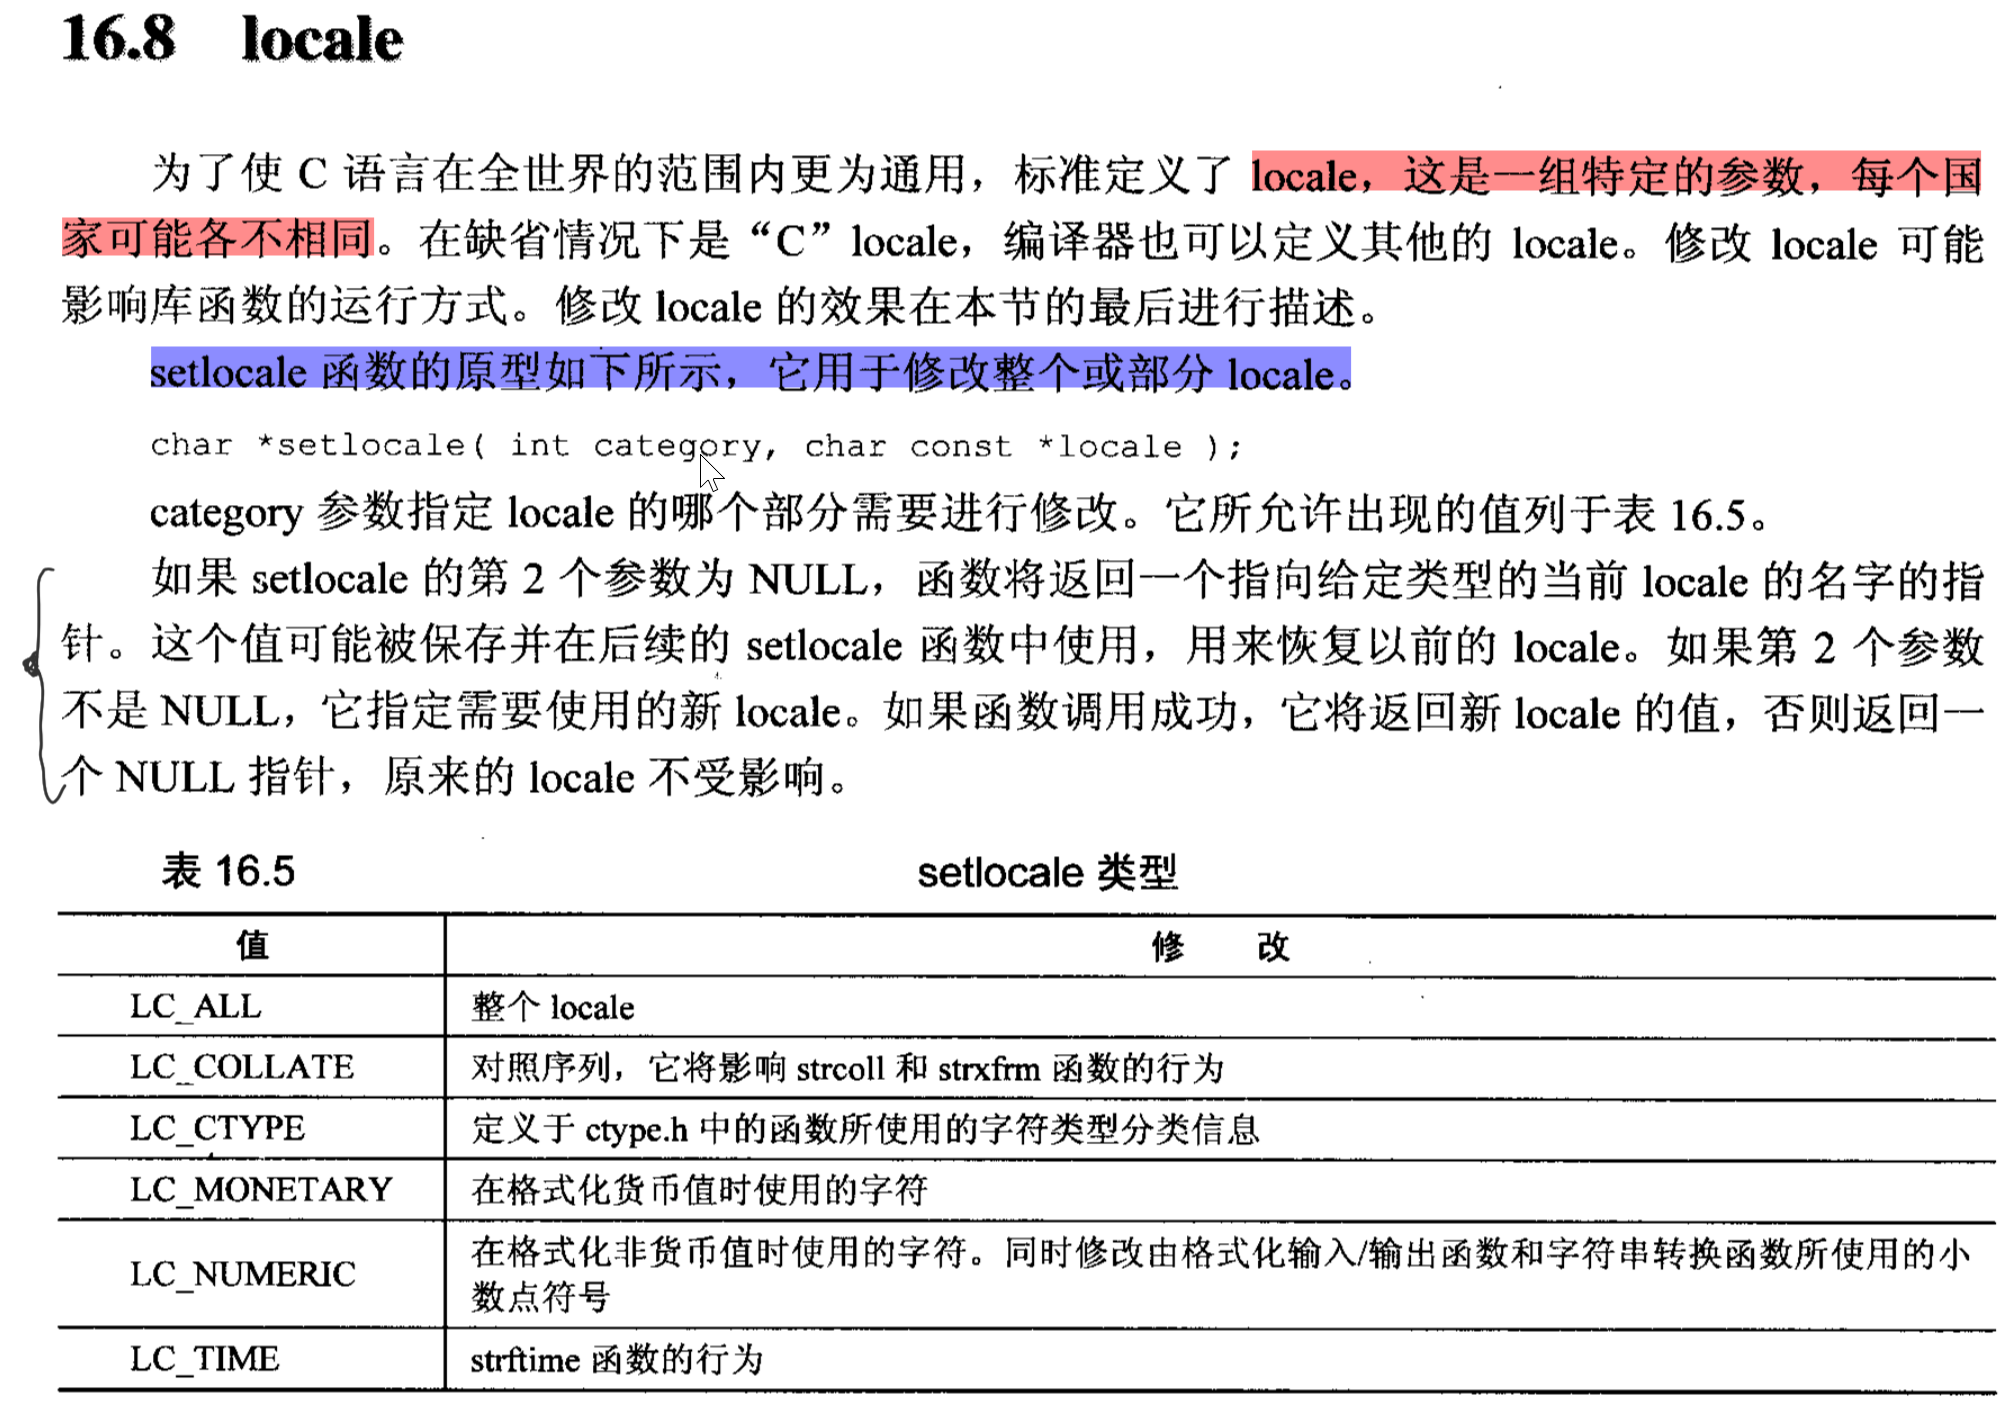 16.8 locale
为了使 C 语言在全世界的范围内更为通用，标准定义了 locale，这是一组特定的参数，每个国
家可能各不相同。在缺省情况下是“C”locale，编译器也可以定义其他的 locale。修改 locale 可能
影响库函数的运行方式。修改 locale 的效果在本节的最后进行描述。
setlocale 函数的原型如下所示，它用于修改整个或部分 locale。
char *setlocale( int category, char const *locale );
category 参数指定 locale 的哪个部分需要进行修改。它所允许出现的值列于表 16.5。
如果 setlocale 的第 2 个参数为 NULL，函数将返回一个指向给定类型的当前 locale 的名字的指
针。这个值可能被保存并在后续的 setlocale 函数中使用，用来恢复以前的 locale。如果第 2 个参数
不是 NULL，它指定需要使用的新 locale。如果函数调用成功，它将返回新 locale 的值，否则返回一
个 NULL 指针，原来的 locale 不受影响。
表 16.5 setlocale 类型
值 修 改
LC_ALL 整个 locale
LC_COLLATE 对照序列，它将影响 strcoll 和 strxfrm 函数的行为
LC_CTYPE 定义于 ctype.h 中的函数所使用的字符类型分类信息
LC_MONETARY 在格式化货币值时使用的字符
LC_NUMERIC 在格式化非货币值时使用的字符。同时修改由格式化输入/输出函数和字符串转换函数所使用的小
数点符号
LC_TIME strftime 函数的行为